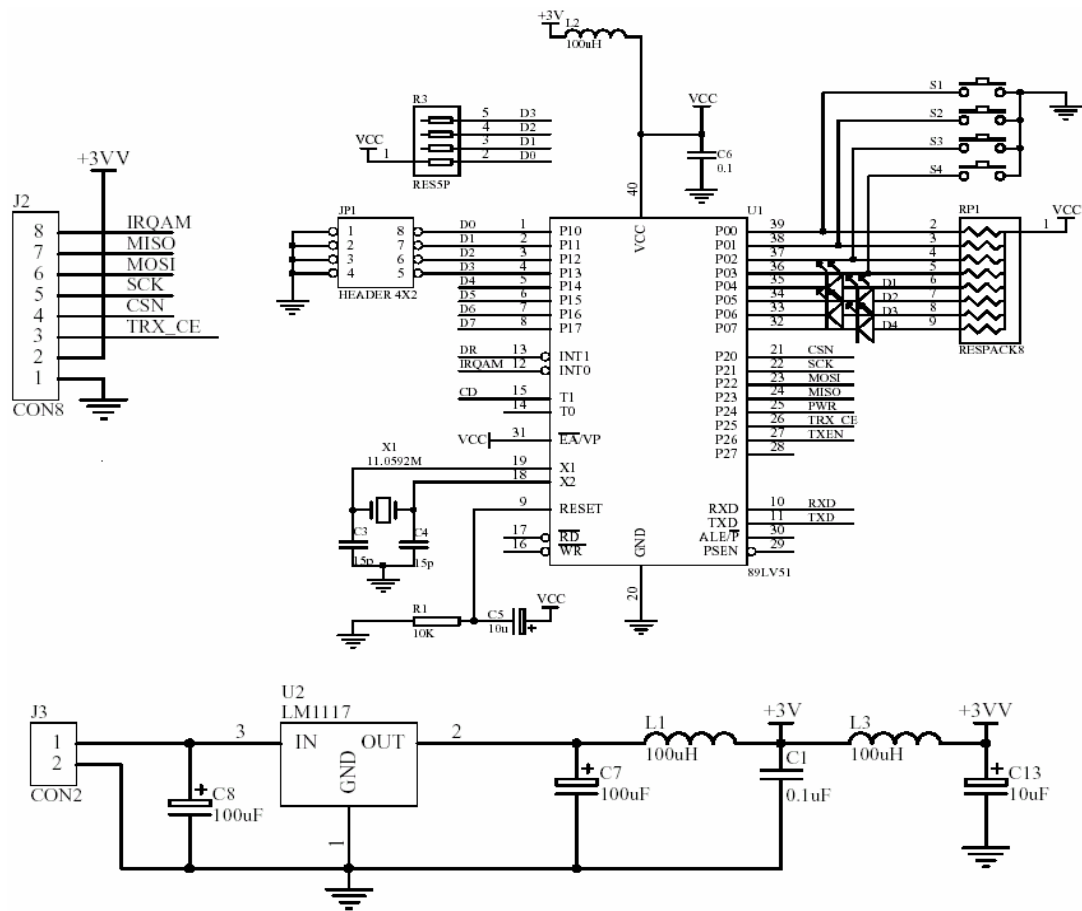 +3V
L2
100uH
R3
5 D3
4 D2
3 D1
2 D0
VCC 1
RES5P
VCC
C6
0.1
S1
S2
S3
S4
+3VV
J2
8 IRQAM
7 MISO
6 MOSI
5 SCK
4 CSN
3 TRX_CE
2
1
CON8
JP1
1 8
2 7
3 6
4 5
HEADER 4X2
D0 1 P10
D1 2 P11
D2 3 P12
D3 4 P13
D4 5 P14
D5 6 P15
D6 7 P16
D7 8 P17
DR 13 INT1
IRQAM 12 INT0
CD 15 T1
14 T0
VCC 31 EA/VP
19 X1
18 X2
9 RESET
17 RD
16 WR
40
VCC
GND
20
U1
P00 39
P01 38
P02 37
P03 36
P04 35
P05 34
P06 33
P07 32
P20 21 CSN
P21 22 SCK
P22 23 MOSI
P23 24 MISO
P24 25 PWR
P25 26 TRX_CE
P26 27 TXEN
P27 28
RXD 10 RXD
TXD 11 TXD
ALE/P 30
PSEN 29
89LV51
D1
D2
D3
D4
RP1
VCC
1
2
3
4
5
6
7
8
9
RESPACK8
X1
11.0592M
C3
15p
C4
15p
R1
10K
C5
10u
VCC
+
J3
1
2
CON2
U2
LM1117
3 IN OUT 2
GND
1
+
C8
100uF
+
C7
100uF
L1
100uH
+3V
C1
0.1uF
L3
100uH
+3VV
+
C13
10uF